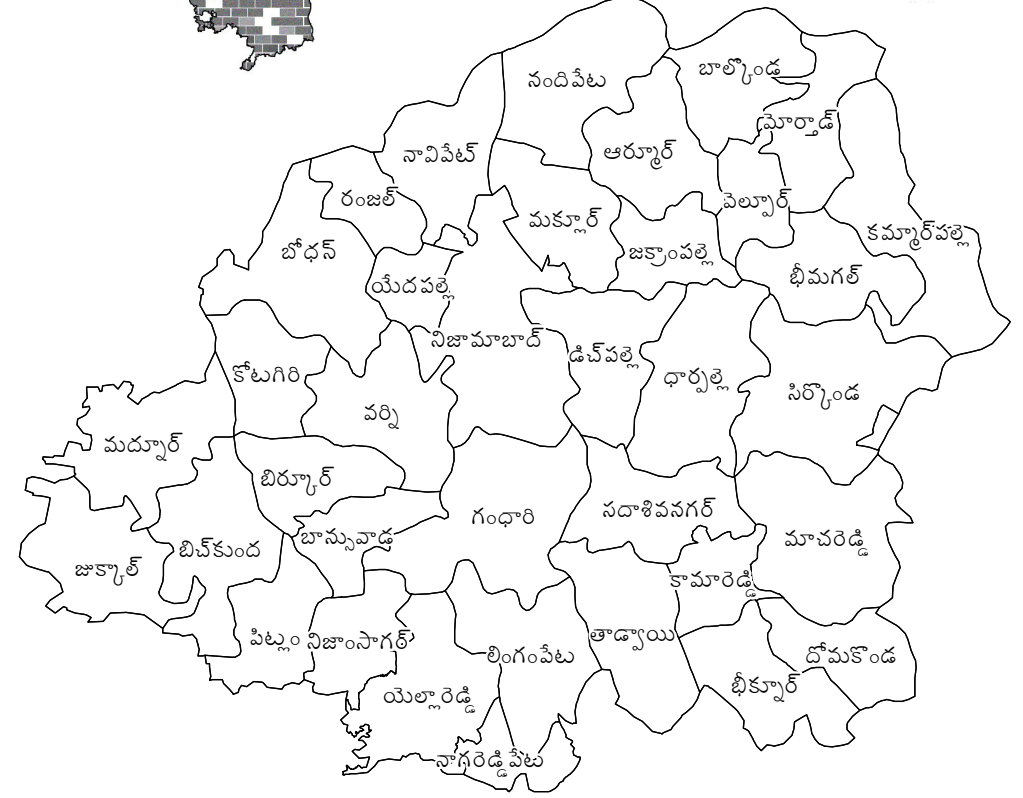 నందిపేట
బాల్కొండ
మోర్తాడ్
నావిపేట్
ఆర్మూర్
రంజల్
వెల్పూర్
మక్లూర్
కమ్మార్‌పల్లె
బోధన్
జక్రాంపల్లె
భీమగల్
యేదపల్లె
నిజామాబాద్
డిచ్‌పల్లె
కోటగిరి
ధార్పల్లె
సిర్కొండ
వర్ని
మద్నూర్
బిర్కూర్
సదాశివనగర్
గంధారి
బాన్సువాడ
మాచరెడ్డి
బిచ్‌కుంద
జుక్కాల్
కామారెడ్డి
పిట్లం
నిజాంసాగర్
తాడ్వాయి
లింగంపేట
దోమకొండ
భీక్నూర్
యెల్లారెడ్డి
నాగరెడ్డిపేట